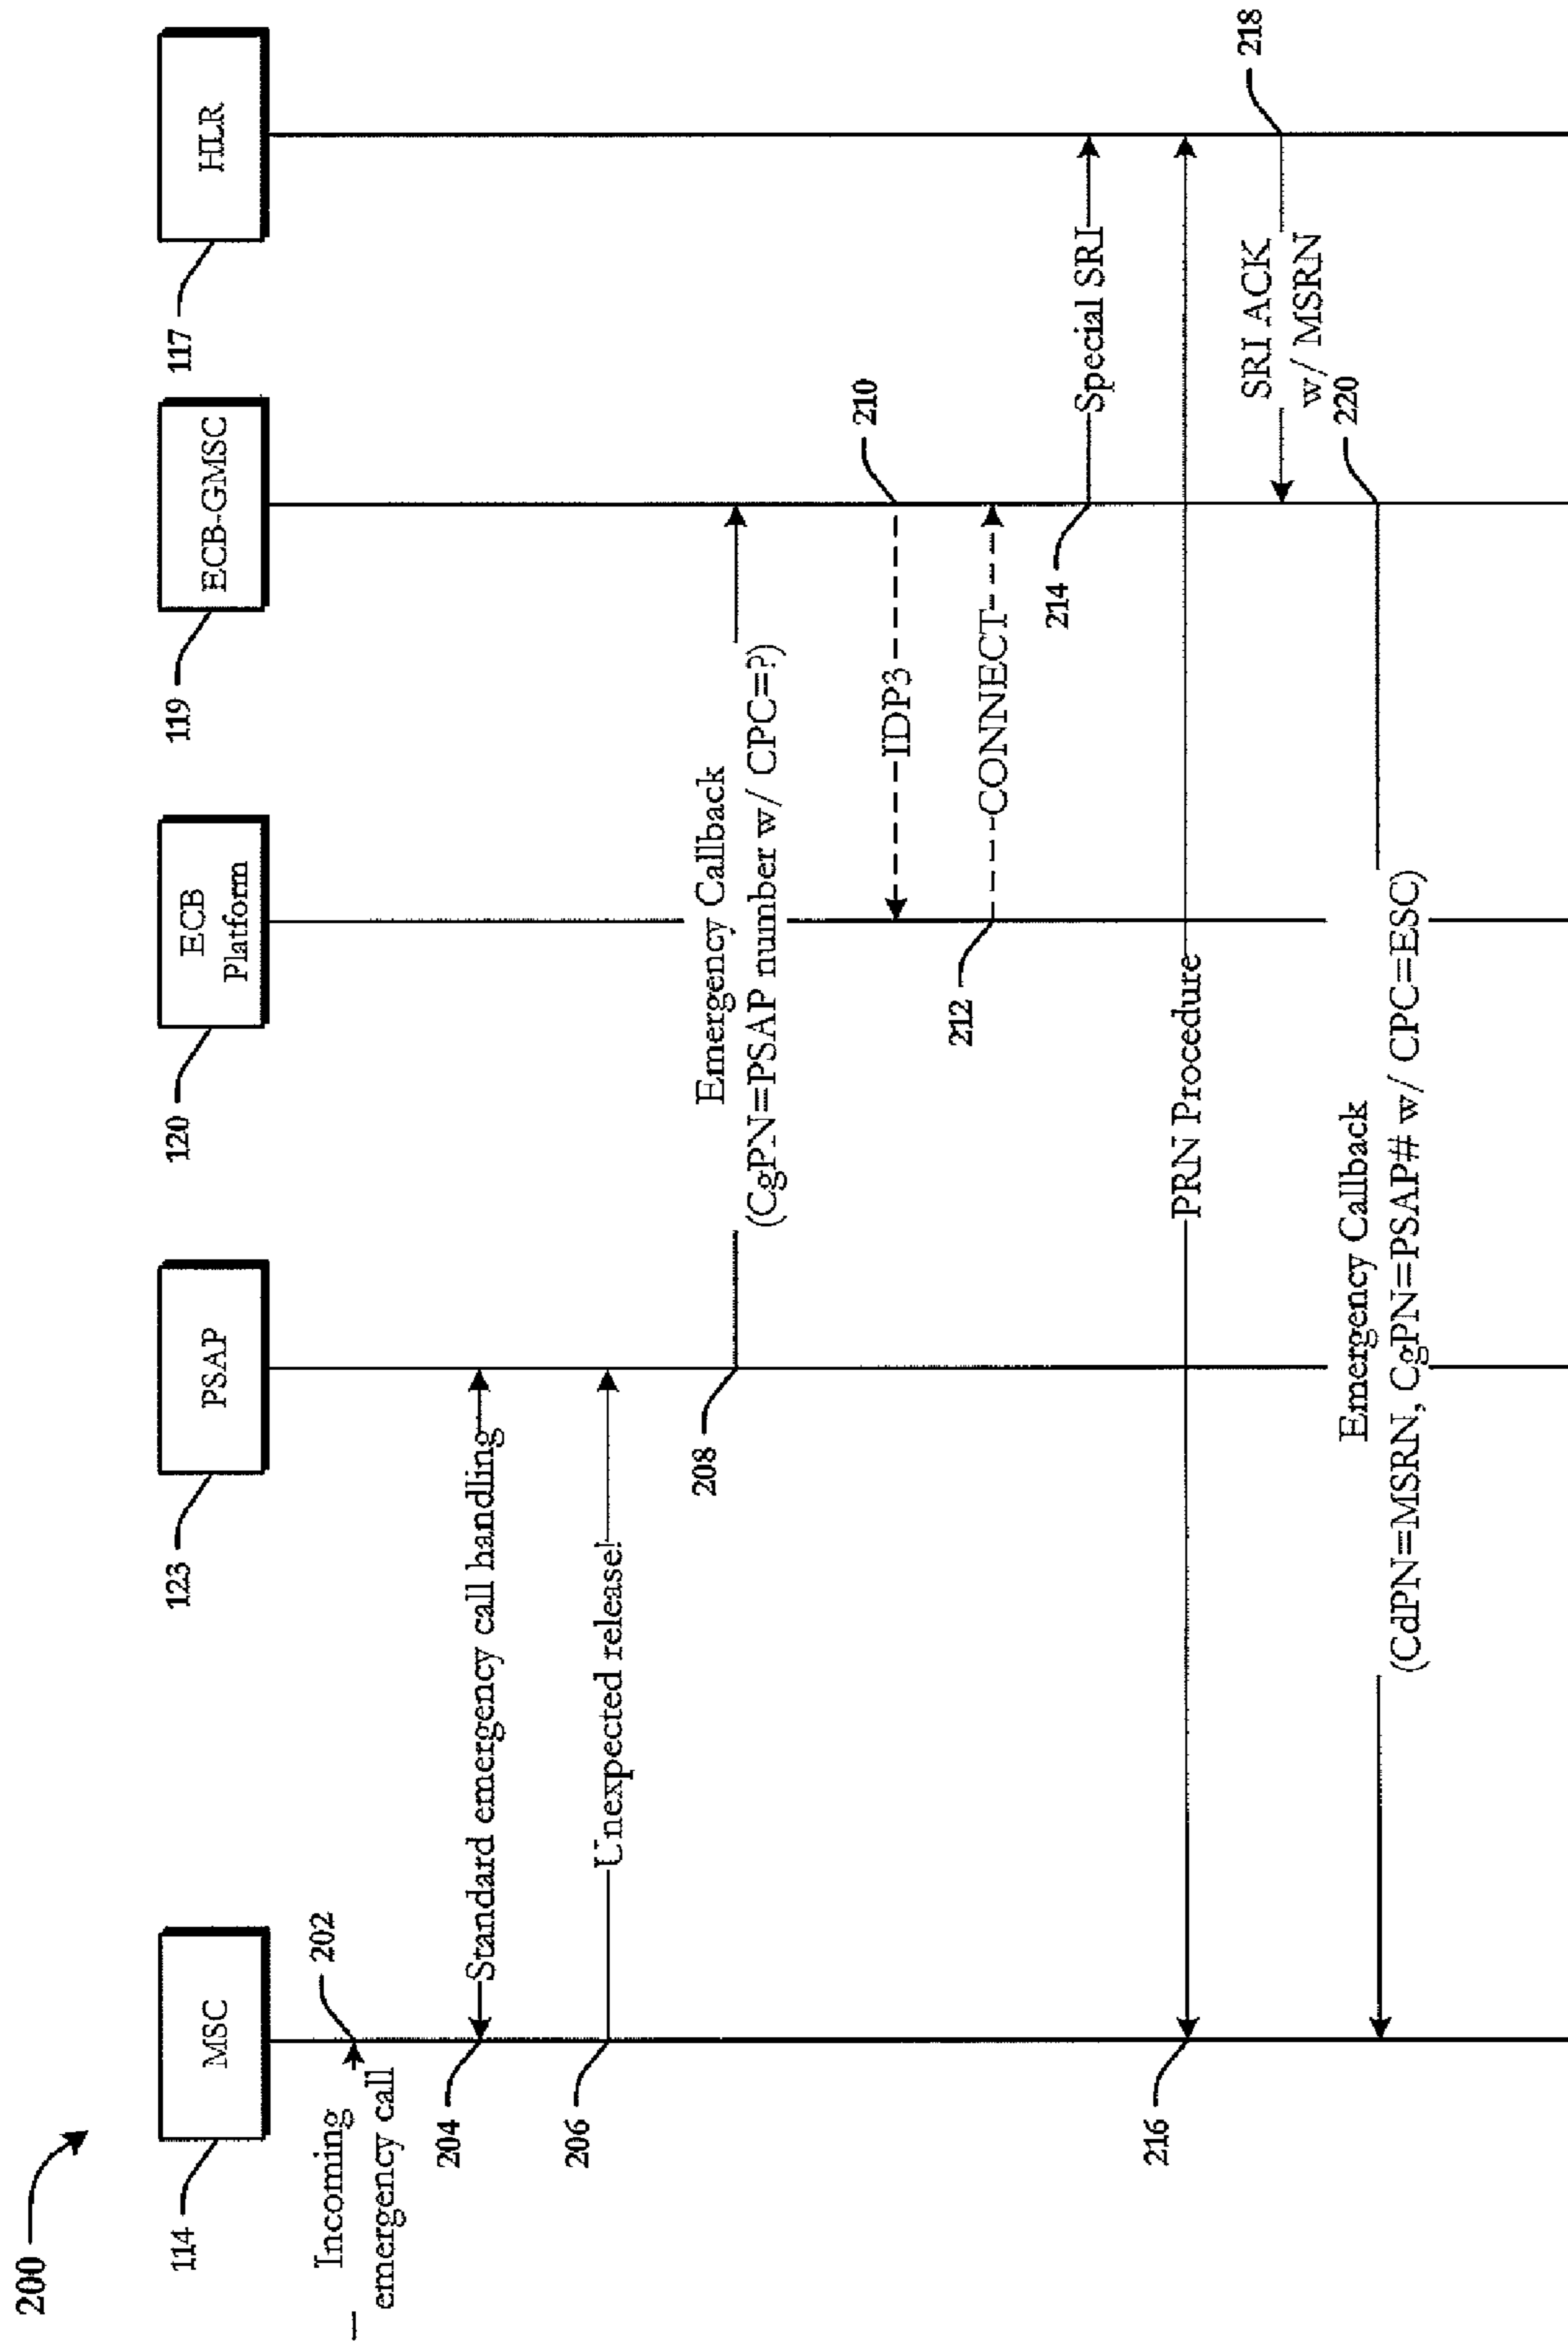 200
114
MSC
123
PSAP
120
ECB
Platform
119
ECB-GMSC
117
HLR
Incoming
emergency call
202
204
Standard emergency call handling
206
Unexpected release!
208
Emergency Callback
(CgPN=PSAP number w/ CPC=?)
210
IDP3
212
CONNECT
214
Special SRI
216
PRN Procedure
218
SRI ACK
w/ MSRN
220
Emergency Callback
(CdPN=MSRN, CgPN=PSAP# w/ CPC=ESC)